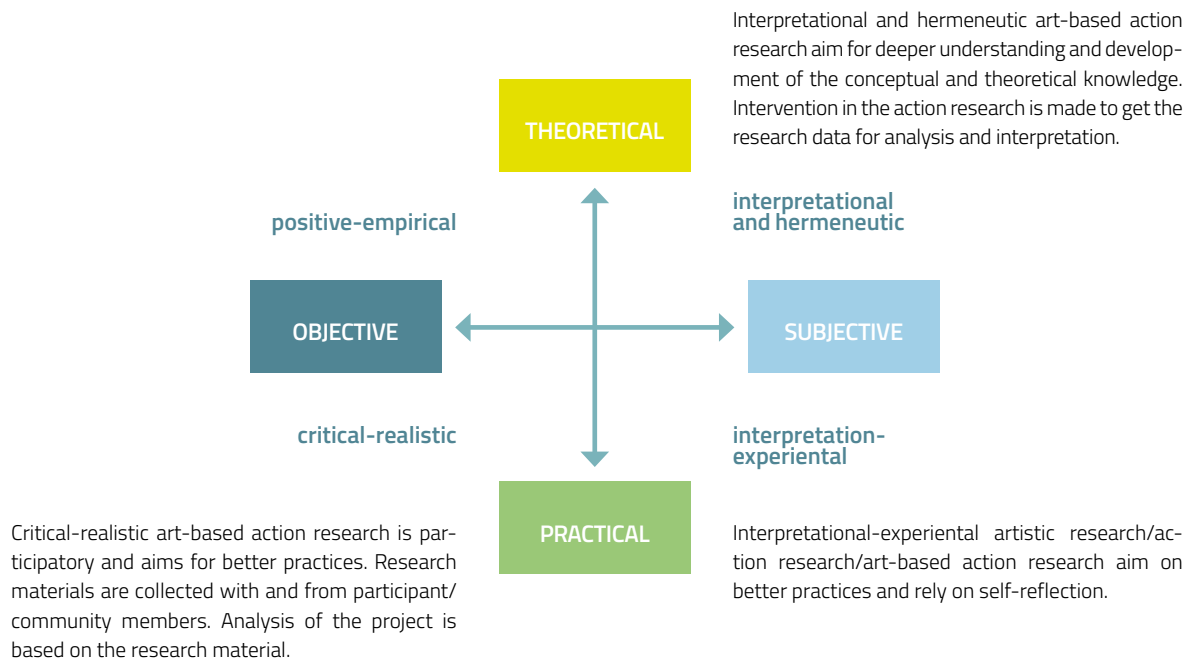 Interpretational and hermeneutic art-based action
research aim for deeper understanding and develop-
ment of the conceptual and theoretical knowledge.
Intervention in the action research is made to get the
research data for analysis and interpretation.
THEORETICAL
positive-empirical
interpretational
and hermeneutic
OBJECTIVE
SUBJECTIVE
critical-realistic
interpretation-
experiental
PRACTICAL
Critical-realistic art-based action research is par-
ticipatory and aims for better practices. Research
materials are collected with and from participant/
community members. Analysis of the project is
based on the research material.
Interpretational-experiental artistic research/ac-
tion research/art-based action research aim on
better practices and rely on self-reflection.